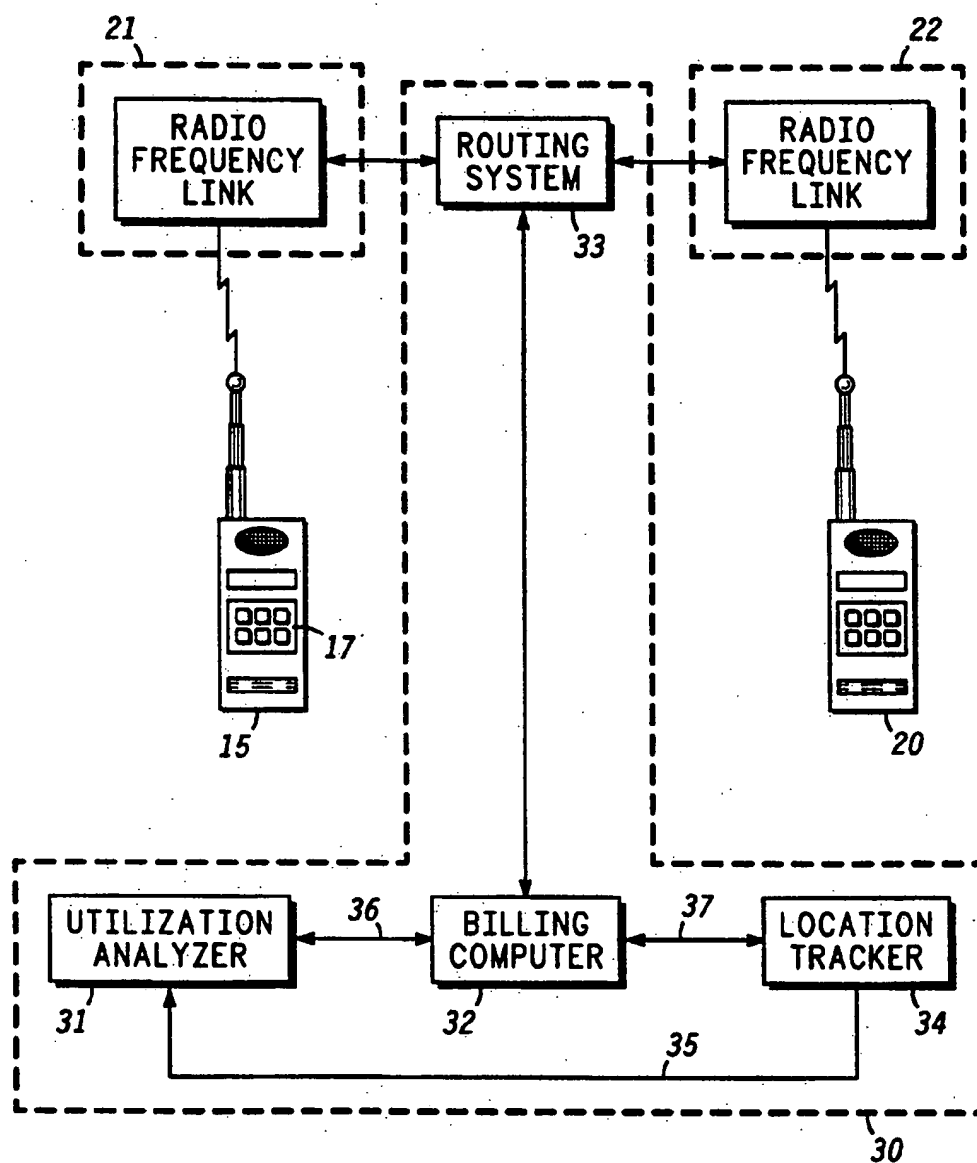 21
22
RADIO
FREQUENCY
LINK
ROUTING
SYSTEM
33
RADIO
FREQUENCY
LINK
17
15
20
UTILIZATION
ANALYZER
31
36
BILLING
COMPUTER
32
37
LOCATION
TRACKER
34
35
30